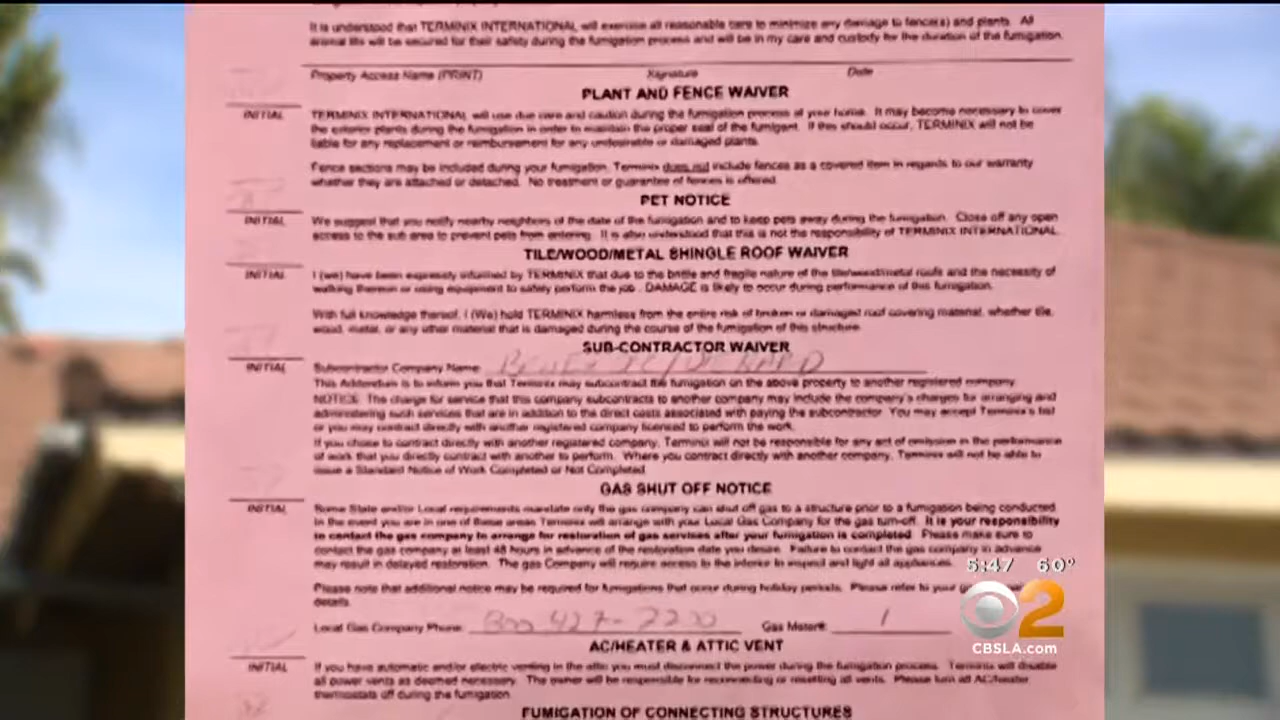 It is understood that TERMINIX INTERNATIONAL will exercise all reasonable care to minimize any damage to fence(s) and plants. All
animal life will be secured for their safety during the fumigation process and will be in my care and custody for the duration of the fumigation.
Property Access Name (PRINT) Signature Date
PLANT AND FENCE WAIVER
INITIAL TERMINIX INTERNATIONAL will use due care and caution during the fumigation process of your home. It may become necessary to cover
the exterior plants during the fumigation in order to maintain the proper seal of the fumigant. If this should occur, TERMINIX will not be
liable for any replacement or reimbursement for any undesirable or damaged plants.
Fence sections may be included during your fumigation. Terminix does not include fences as a covered item in regards to our warranty
whether they are attached or detached. No treatment or guarantee of fences is offered.
PET NOTICE
INITIAL We suggest that you notify nearby neighbors of the date of the fumigation and to keep pets away during the fumigation. Close off any open
access to the sub area to prevent pets from entering. It is also understood that this is not the responsibility of TERMINIX INTERNATIONAL.
TILE/WOOD/METAL SHINGLE ROOF WAIVER
INITIAL I (we) have been expressly informed by TERMINIX that due to the brittle and fragile nature of the tile/wood/metal roofs and the necessity of
walking thereon or using equipment to safely perform the job, DAMAGE is likely to occur during performance of this fumigation.
With full knowledge thereof, I (We) hold TERMINIX harmless from the entire risk of broken or damaged roof covering material, whether tile,
wood, metal, or any other material that is damaged during the course of the fumigation of this structure.
SUB-CONTRACTOR WAIVER
INITIAL Subcontractor Company Name:
This Addendum is to inform you that Terminix may subcontract the fumigation on the above property to another registered company.
NOTICE: The charge for service that this company subcontracts to another company may include the company's charges for arranging and
administering such services that are in addition to the direct costs associated with paying the subcontractor. You may accept Terminix's list
or you may contract directly with another registered company licensed to perform the work.
If you choose to contract directly with another registered company, Terminix will not be responsible for any act of omission in the performance
of work that you directly contract with another to perform. Where you contract directly with another company, Terminix will not be able to
issue a Standard Notice of Work Completed or Not Completed
GAS SHUT OFF NOTICE
INITIAL Some State and/or Local requirements mandate only the gas company can shut off gas to a structure prior to a fumigation being conducted.
In the event you are in one of these areas Terminix will arrange with your Local Gas Company for the gas turn-off. It is your responsibility
to contact the gas company to arrange for restoration of gas services after your fumigation is completed. Please make sure to
contact the gas company at least 48 hours in advance of the restoration date you desire. Failure to contact the gas company in advance
may result in delayed restoration. The gas Company will require access to the interior to inspect and light all appliances.
Please note that additional notice may be required for fumigations that occur during holiday periods. Please refer to your
details.
Local Gas Company Phone: 800 427-2200 Gas Meter#: 1
AC/HEATER & ATTIC VENT
INITIAL If you have automatic and/or electric venting in the attic you must disconnect the power during the fumigation process. Terminix will disable
all power vents as deemed necessary. The owner will be responsible for reconnecting or resetting all vents. Please turn all AC/heater
thermostats off during the fumigation.
FUMIGATION OF CONNECTING STRUCTURES
5:47 60°
2
CBSLA.com